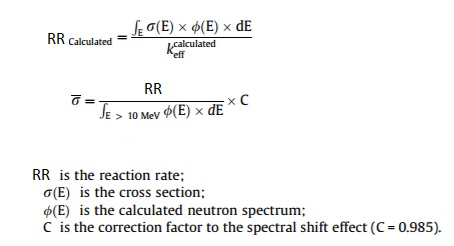 RR Calculated = ∫E σ(E) × ϕ(E) × dE / k_eff^calculated
σ̅ = RR / ∫E > 10 MeV ϕ(E) × dE × C
RR is the reaction rate;
σ(E) is the cross section;
ϕ(E) is the calculated neutron spectrum;
C is the correction factor to the spectral shift effect (C = 0.985).